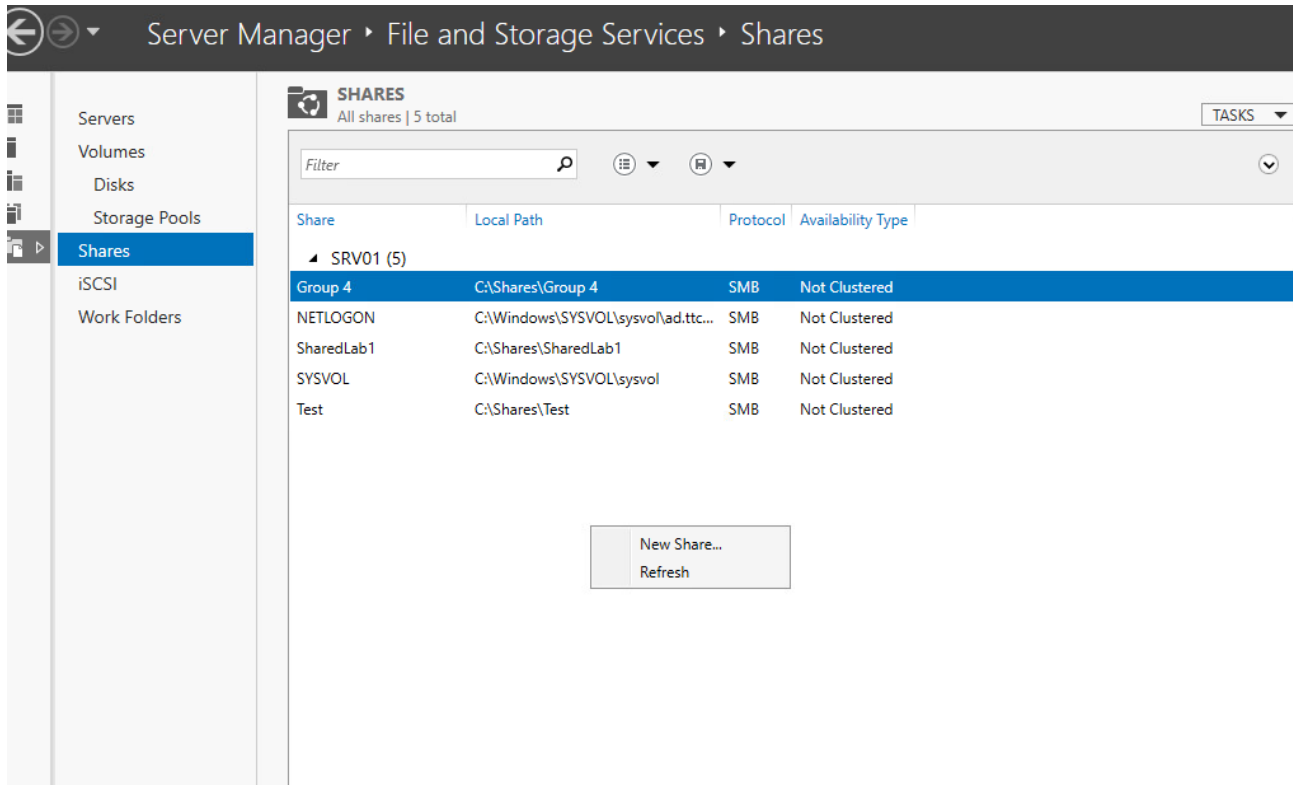 Server Manager ‣ File and Storage Services ‣ Shares
Servers
Volumes
Disks
Storage Pools
Shares
iSCSI
Work Folders
SHARES
All shares | 5 total
TASKS
Filter
Share Local Path Protocol Availability Type
SRV01 (5)
Group 4 C:\Shares\Group 4 SMB Not Clustered
NETLOGON C:\Windows\SYSVOL\sysvol\ad.ttc... SMB Not Clustered
SharedLab1 C:\Shares\SharedLab1 SMB Not Clustered
SYSVOL C:\Windows\SYSVOL\sysvol SMB Not Clustered
Test C:\Shares\Test SMB Not Clustered
New Share...
Refresh